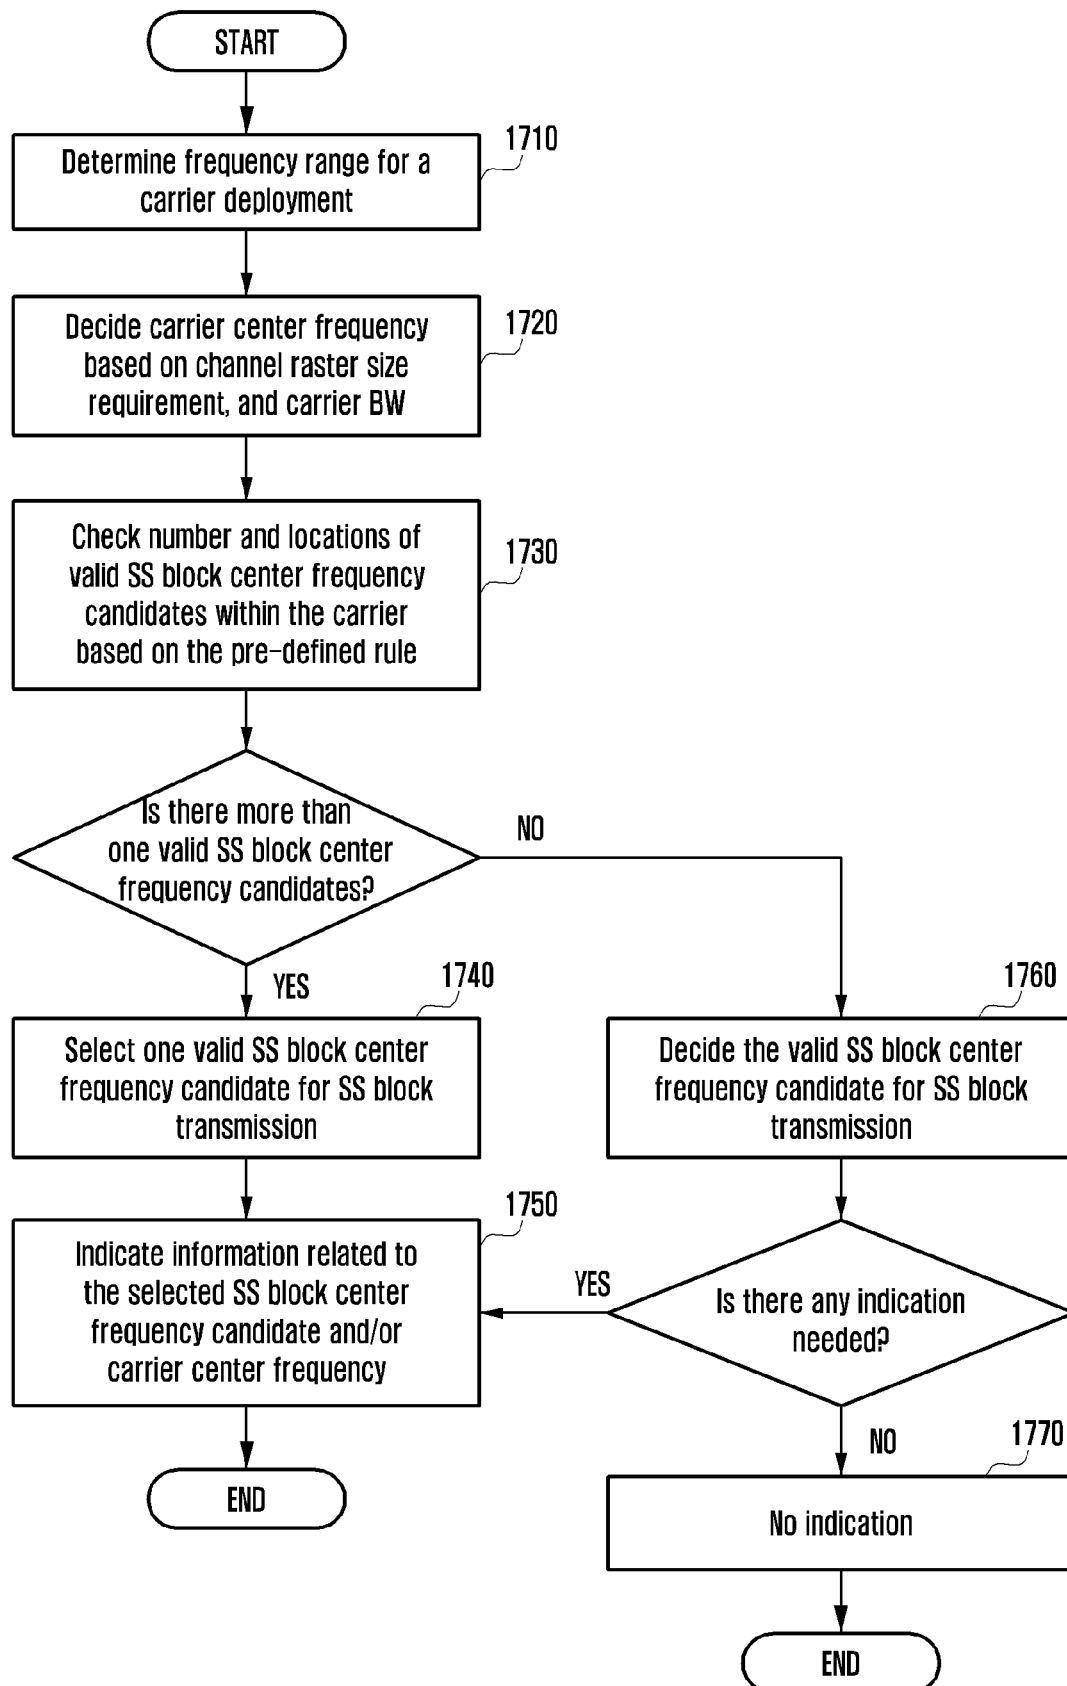 START
1710
Determine frequency range for a
carrier deployment
1720
Decide carrier center frequency
based on channel raster size
requirement, and carrier BW
1730
Check number and locations of
valid SS block center frequency
candidates within the carrier
based on the pre-defined rule
Is there more than
one valid SS block center
frequency candidates?
NO
YES
1740
Select one valid SS block center
frequency candidate for SS block
transmission
1760
Decide the valid SS block center
frequency candidate for SS block
transmission
1750
Indicate information related to
the selected SS block center
frequency candidate and/or
carrier center frequency
YES
Is there any indication
needed?
NO
1770
No indication
END
END